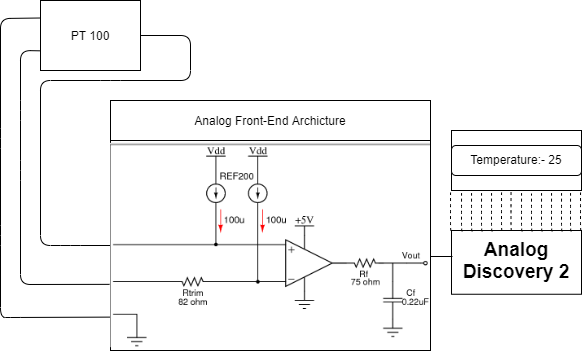 PT 100
Analog Front-End Archicture
Vdd
Vdd
REF200
100u
100u
+5V
+
−
Vout
Rf
75 ohm
Rtrim
82 ohm
Cf
0.22uF
Temperature:- 25
Analog
Discovery 2